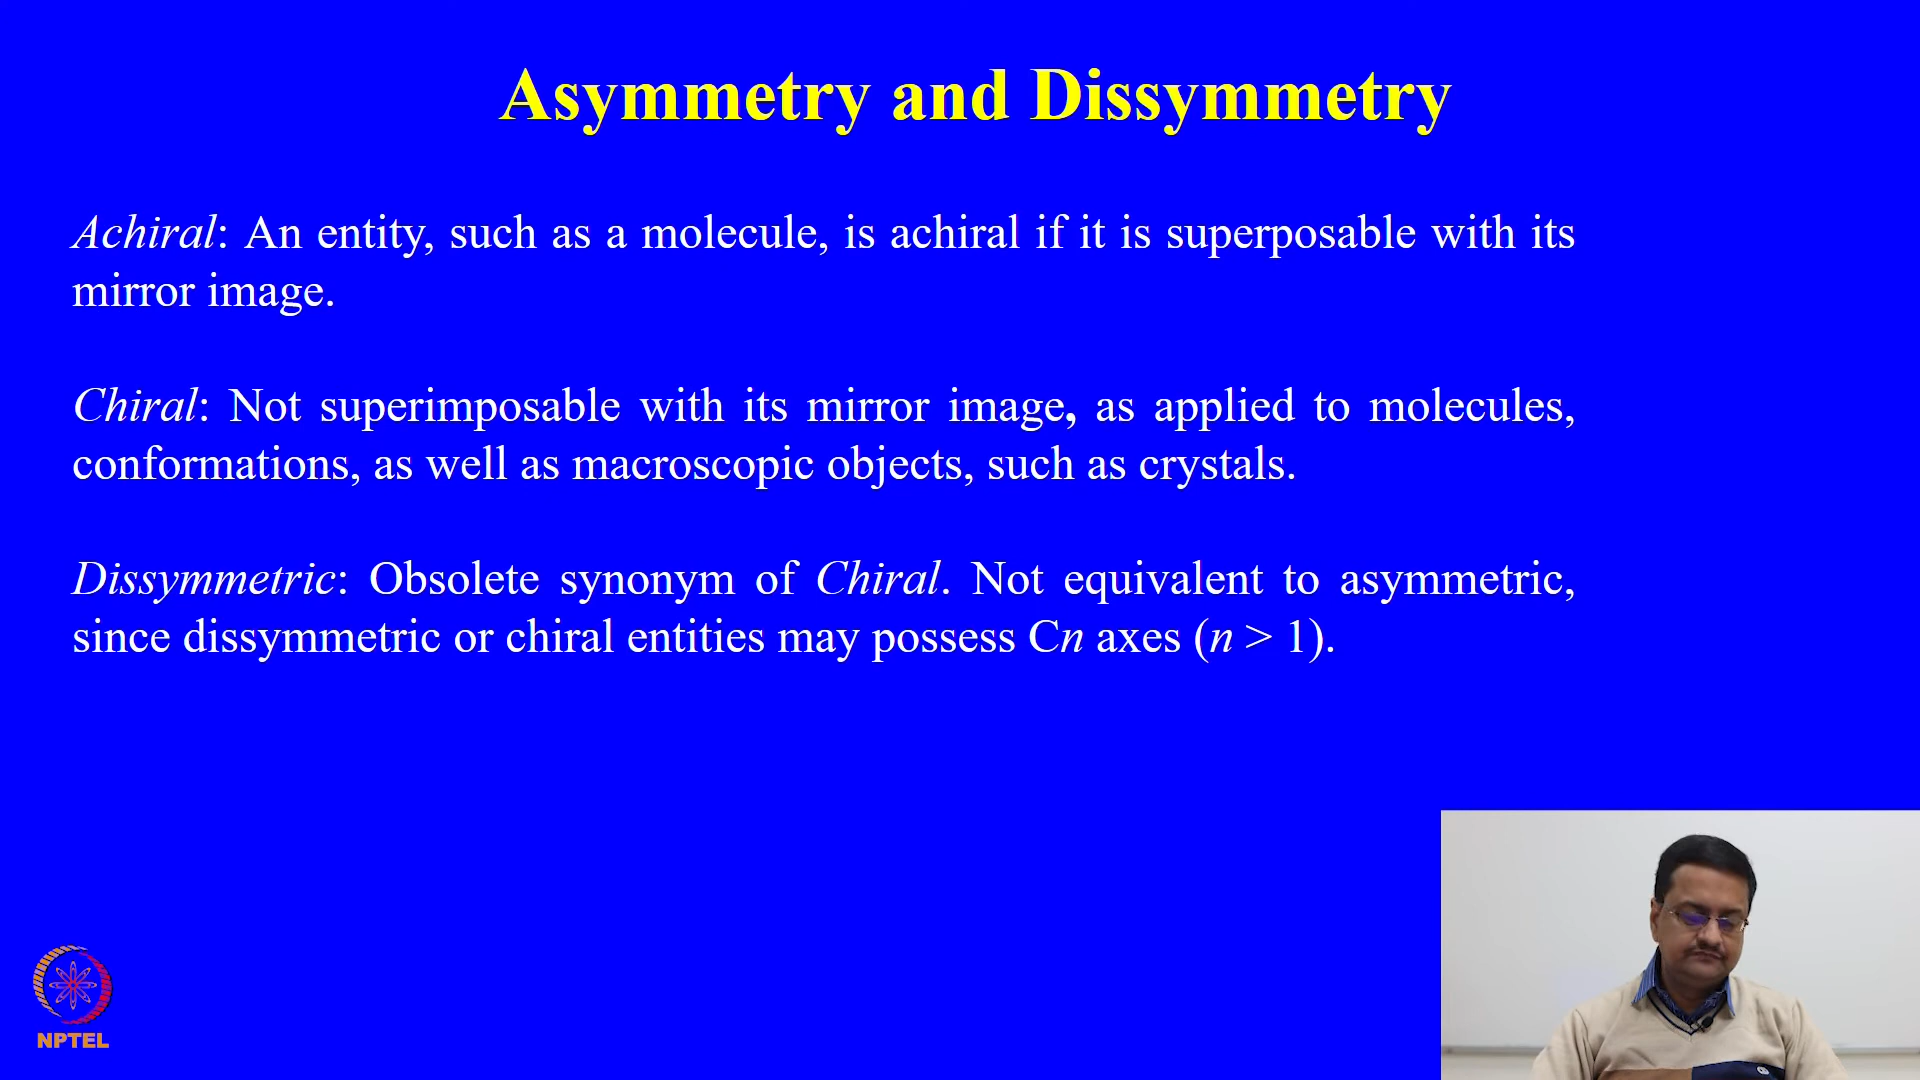 Asymmetry and Dissymmetry
Achiral: An entity, such as a molecule, is achiral if it is superposable with its
mirror image.
Chiral: Not superimposable with its mirror image, as applied to molecules,
conformations, as well as macroscopic objects, such as crystals.
Dissymmetric: Obsolete synonym of Chiral. Not equivalent to asymmetric,
since dissymmetric or chiral entities may possess Cn axes (n > 1).
NPTEL